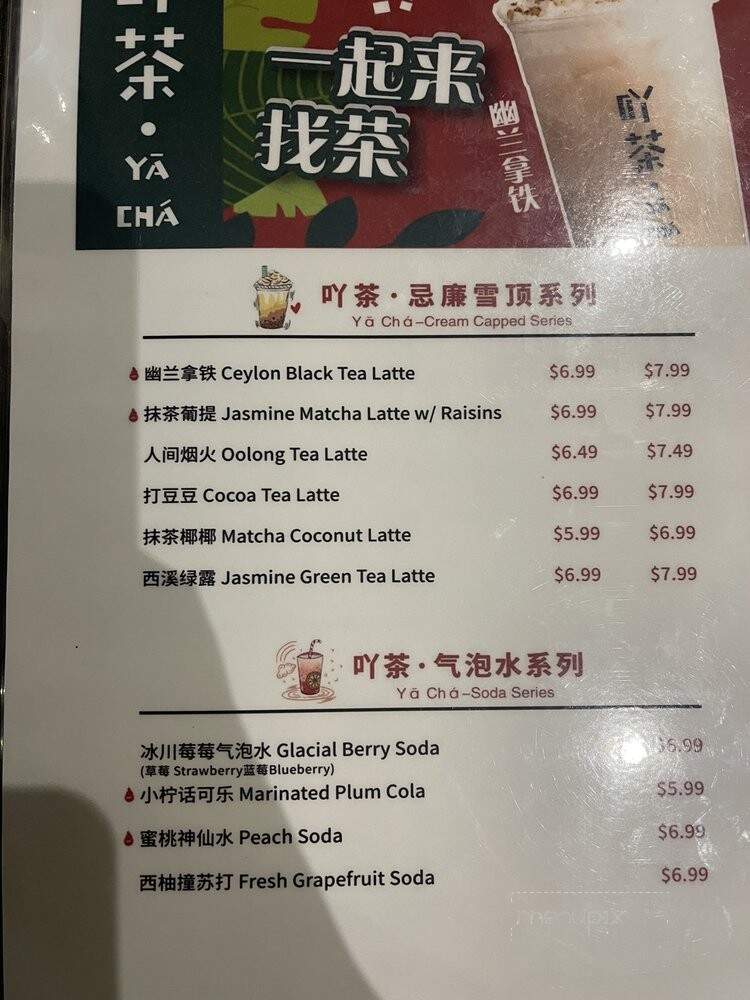 吖
茶
·
YĀ
CHÁ
一起来
找茶
幽兰拿铁
吖茶
吖茶·忌廉雪顶系列
Yā Chá-Cream Capped Series
幽兰拿铁 Ceylon Black Tea Latte $6.99 $7.99
抹茶葡提 Jasmine Matcha Latte w/ Raisins $6.99 $7.99
人间烟火 Oolong Tea Latte $6.49 $7.49
打豆豆 Cocoa Tea Latte $6.99 $7.99
抹茶椰椰 Matcha Coconut Latte $5.99 $6.99
西溪绿露 Jasmine Green Tea Latte $6.99 $7.99
吖茶·气泡水系列
Yā Chá-Soda Series
冰川莓莓气泡水 Glacial Berry Soda $6.99
(草莓 Strawberry蓝莓Blueberry)
小柠话可乐 Marinated Plum Cola $5.99
蜜桃神仙水 Peach Soda $6.99
西柚撞苏打 Fresh Grapefruit Soda $6.99